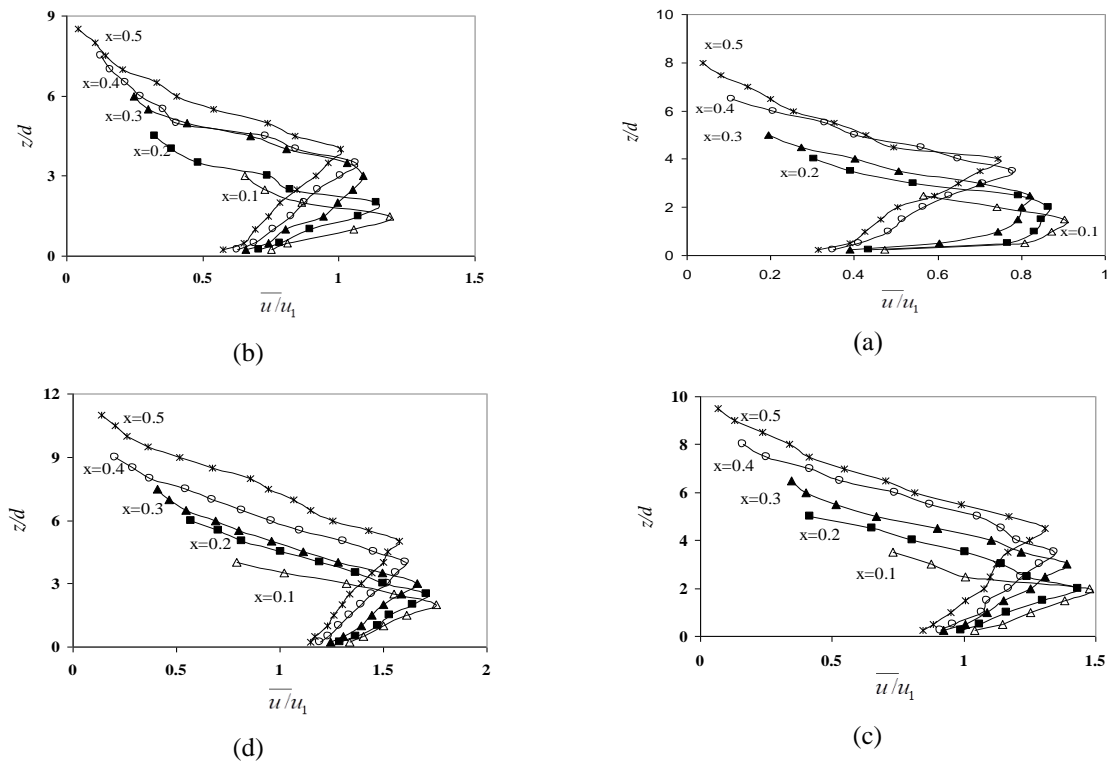 9
x=0.5
x=0.4
6
x=0.3
z/d
x=0.2
3
x=0.1
0
0 0.5 1 1.5
u/u1
(b)
10
x=0.5
8
x=0.4
6
x=0.3
z/d
x=0.2
4
2
x=0.1
0
0 0.2 0.4 0.6 0.8 1
u/u1
(a)
12
x=0.5
9
x=0.4
x=0.3
z/d
6
x=0.2
3
x=0.1
0
0 0.5 1 1.5 2
u/u1
(d)
10
x=0.5
8
x=0.4
6
x=0.3
z/d
x=0.2
4
x=0.1
2
0
0 0.5 1 1.5
u/u1
(c)